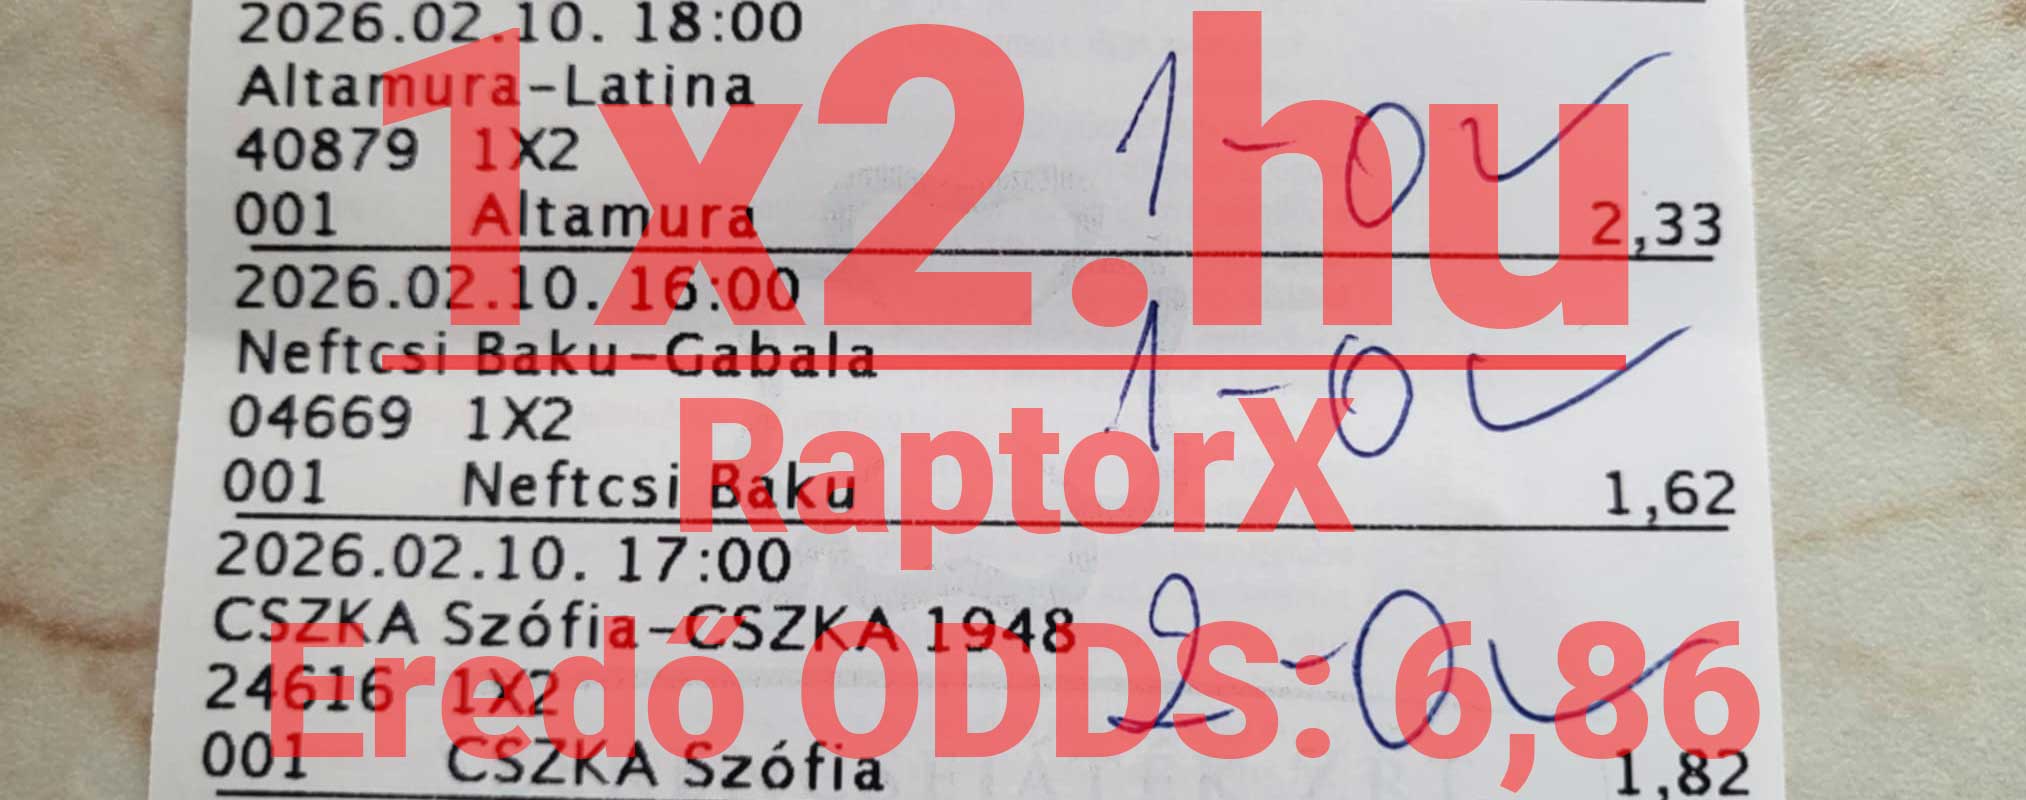 2026.02.10. 18:00
Altamura-Latina
40879 1X2
1-0 ✓
001 Altamura 2,33
2026.02.10. 16:00
Neftcsi Baku-Gabala
04669 1X2
1-0 ✓
001 Neftcsi Baku 1,62
2026.02.10. 17:00
CSZKA Szófia-CSZKA 1948
24616 1X2
2-0 ✓
001 CSZKA Szófia 1,82
1x2.hu
RaptorX
Eredő ODDS: 6,86